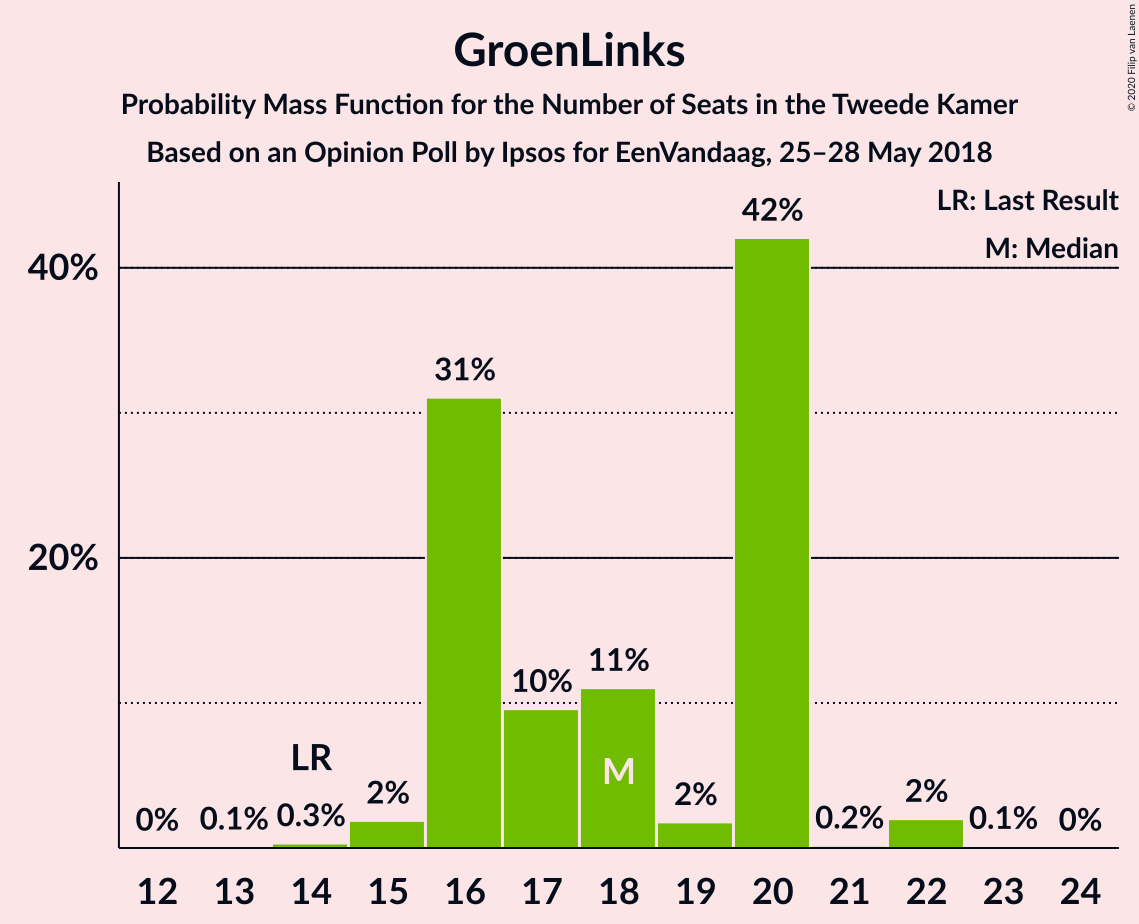 GroenLinks
Probability Mass Function for the Number of Seats in the Tweede Kamer
Based on an Opinion Poll by Ipsos for EenVandaag, 25–28 May 2018
© 2020 Filip van Laenen
LR: Last Result
M: Median
40%
20%
0%
0.1%
0.3%
2%
31%
10%
11%
2%
42%
0.2%
2%
0.1%
0%
LR
M
12 13 14 15 16 17 18 19 20 21 22 23 24